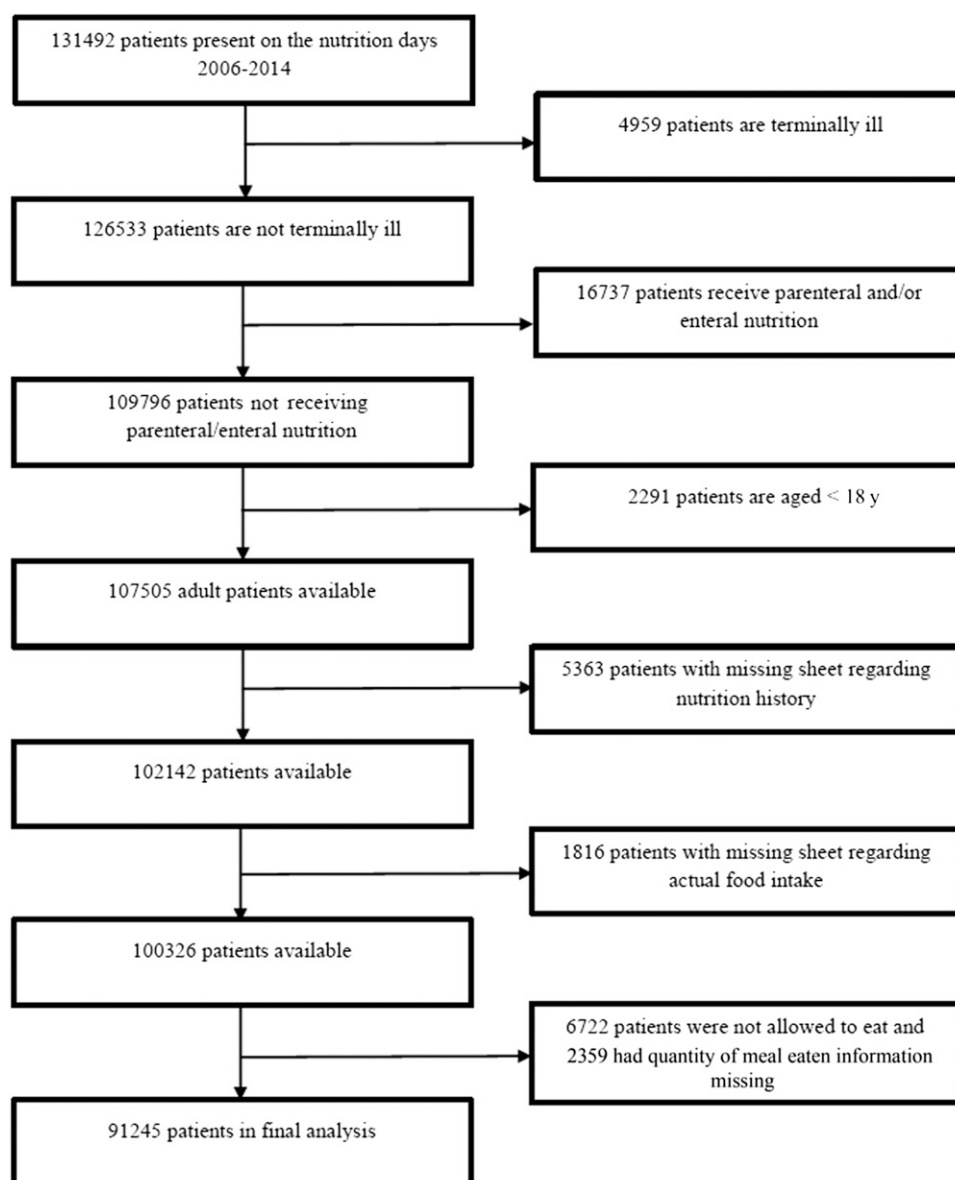 131492 patients present on the nutrition days
2006-2014
4959 patients are terminally ill
126533 patients are not terminally ill
16737 patients receive parenteral and/or
enteral nutrition
109796 patients not receiving
parenteral/enteral nutrition
2291 patients are aged < 18 y
107505 adult patients available
5363 patients with missing sheet regarding
nutrition history
102142 patients available
1816 patients with missing sheet regarding
actual food intake
100326 patients available
6722 patients were not allowed to eat and
2359 had quantity of meal eaten information
missing
91245 patients in final analysis